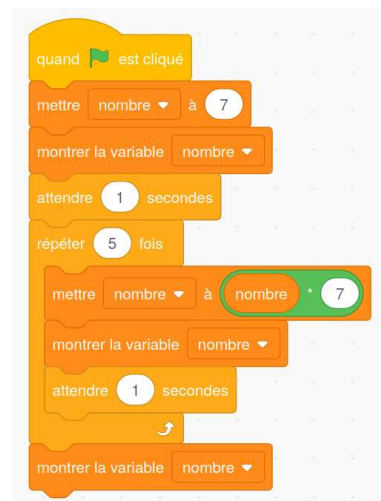 quand est cliqué
mettre nombre à 7
montrer la variable nombre
attendre 1 secondes
répéter 5 fois
mettre nombre à nombre * 7
montrer la variable nombre
attendre 1 secondes
montrer la variable nombre